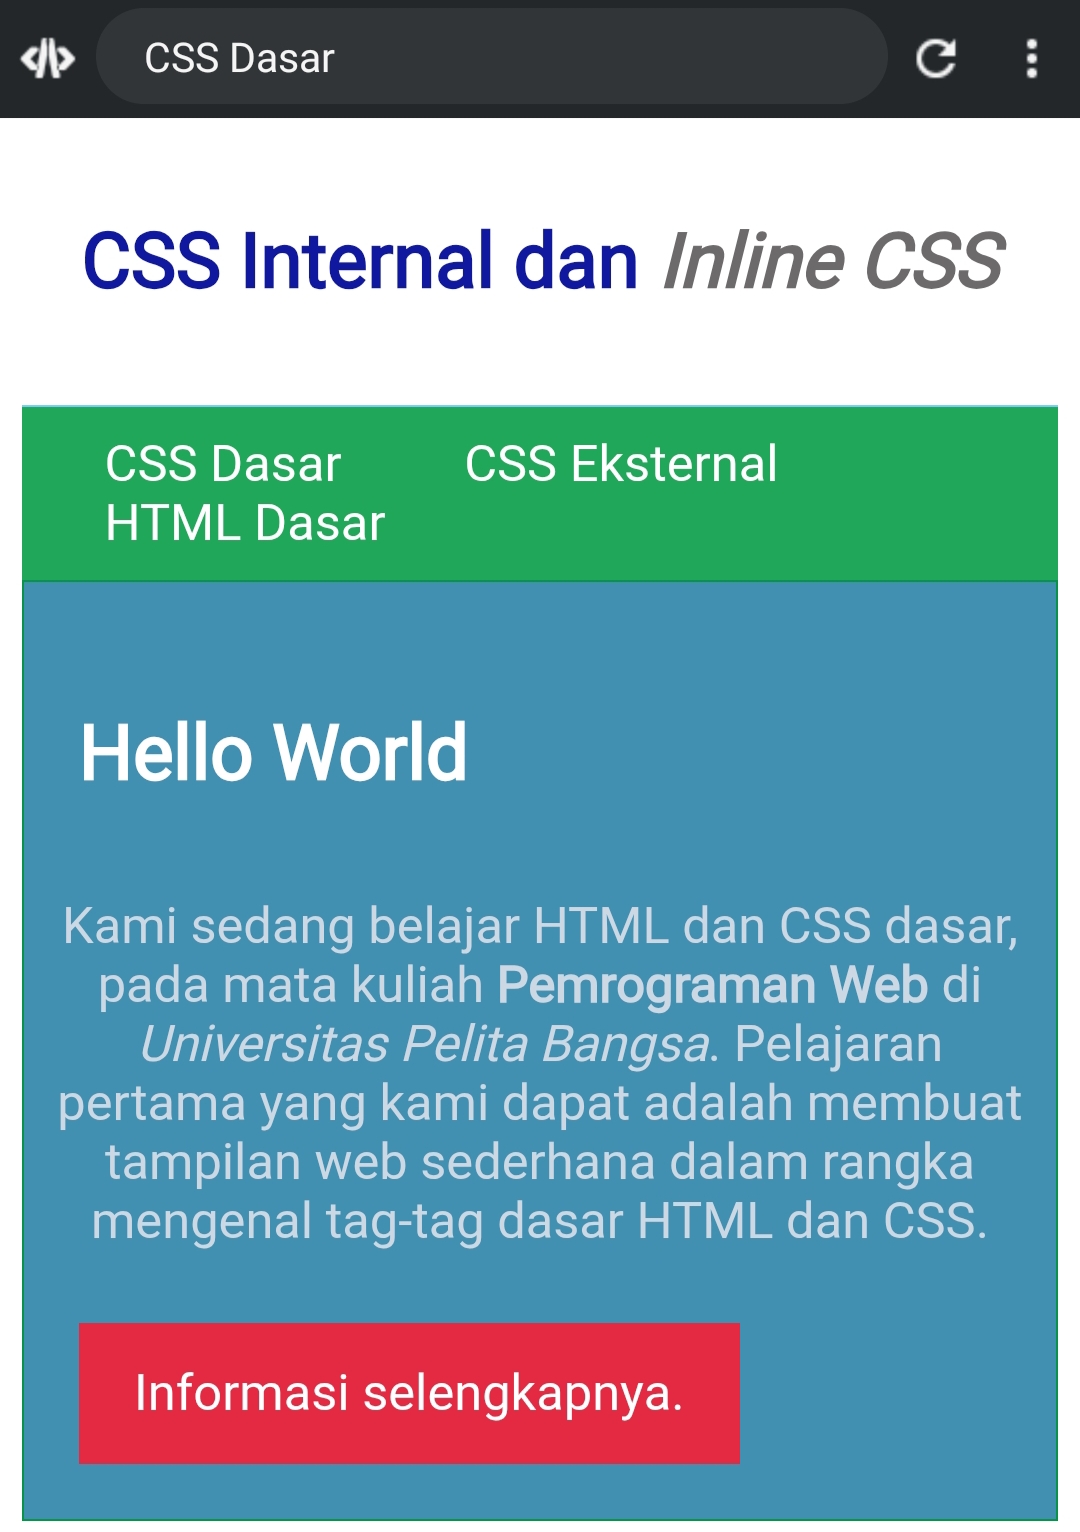 CSS Dasar
CSS Internal dan Inline CSS
CSS Dasar CSS Eksternal
HTML Dasar
Hello World
Kami sedang belajar HTML dan CSS dasar,
pada mata kuliah Pemrograman Web di
Universitas Pelita Bangsa. Pelajaran
pertama yang kami dapat adalah membuat
tampilan web sederhana dalam rangka
mengenal tag-tag dasar HTML dan CSS.
Informasi selengkapnya.